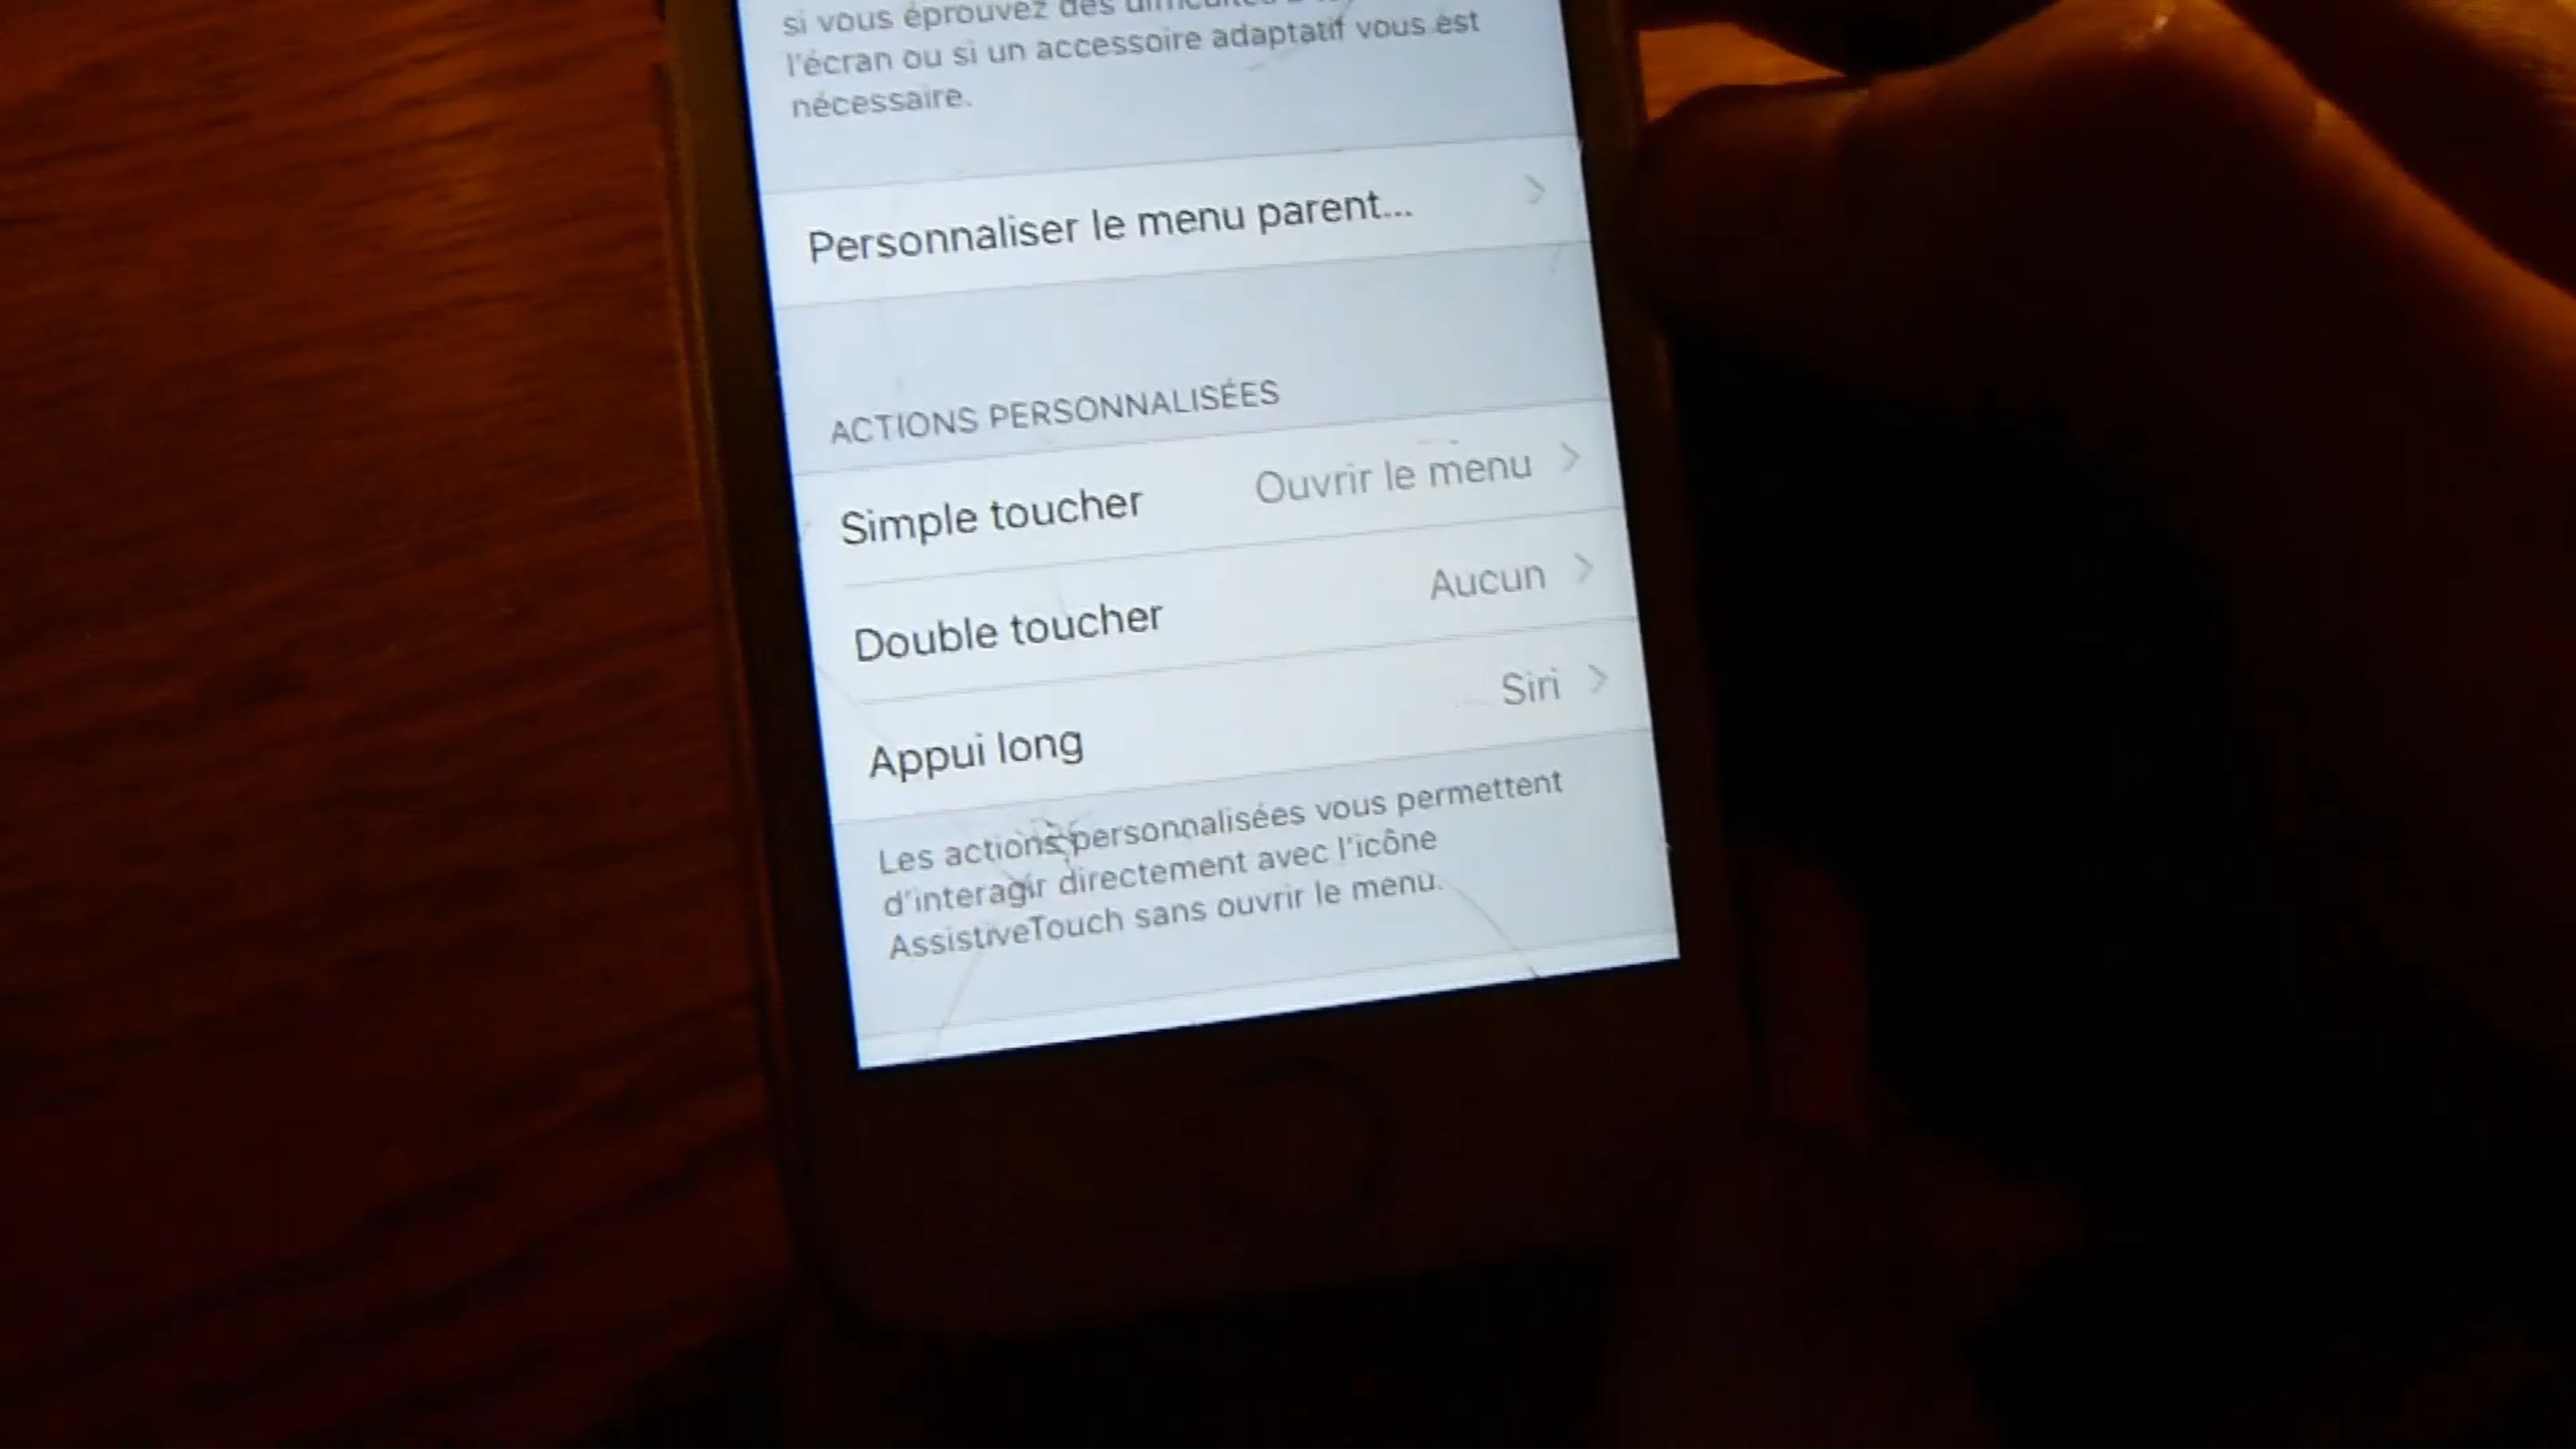 si vous éprouvez des difficultés à
l'écran ou si un accessoire adaptatif vous est
nécessaire.
Personnaliser le menu parent...
ACTIONS PERSONNALISÉES
Simple toucher Ouvrir le menu
Double toucher Aucun
Appui long Siri
Les actions personnalisées vous permettent
d'interagir directement avec l'icône
AssistiveTouch sans ouvrir le menu.